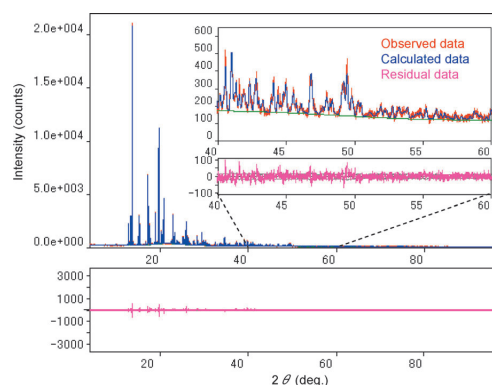 2.0e+004
1.5e+004
1.0e+004
5.0e+003
0.0e+000
Intensity (counts)
600
500
400
300
200
100
0
Observed data
Calculated data
Residual data
40 45 50 55 60
100
0
-100
40 45 50 55 60
20 40 60 80
3000
1000
-1000
-3000
20 40 60 80
2θ (deg.)